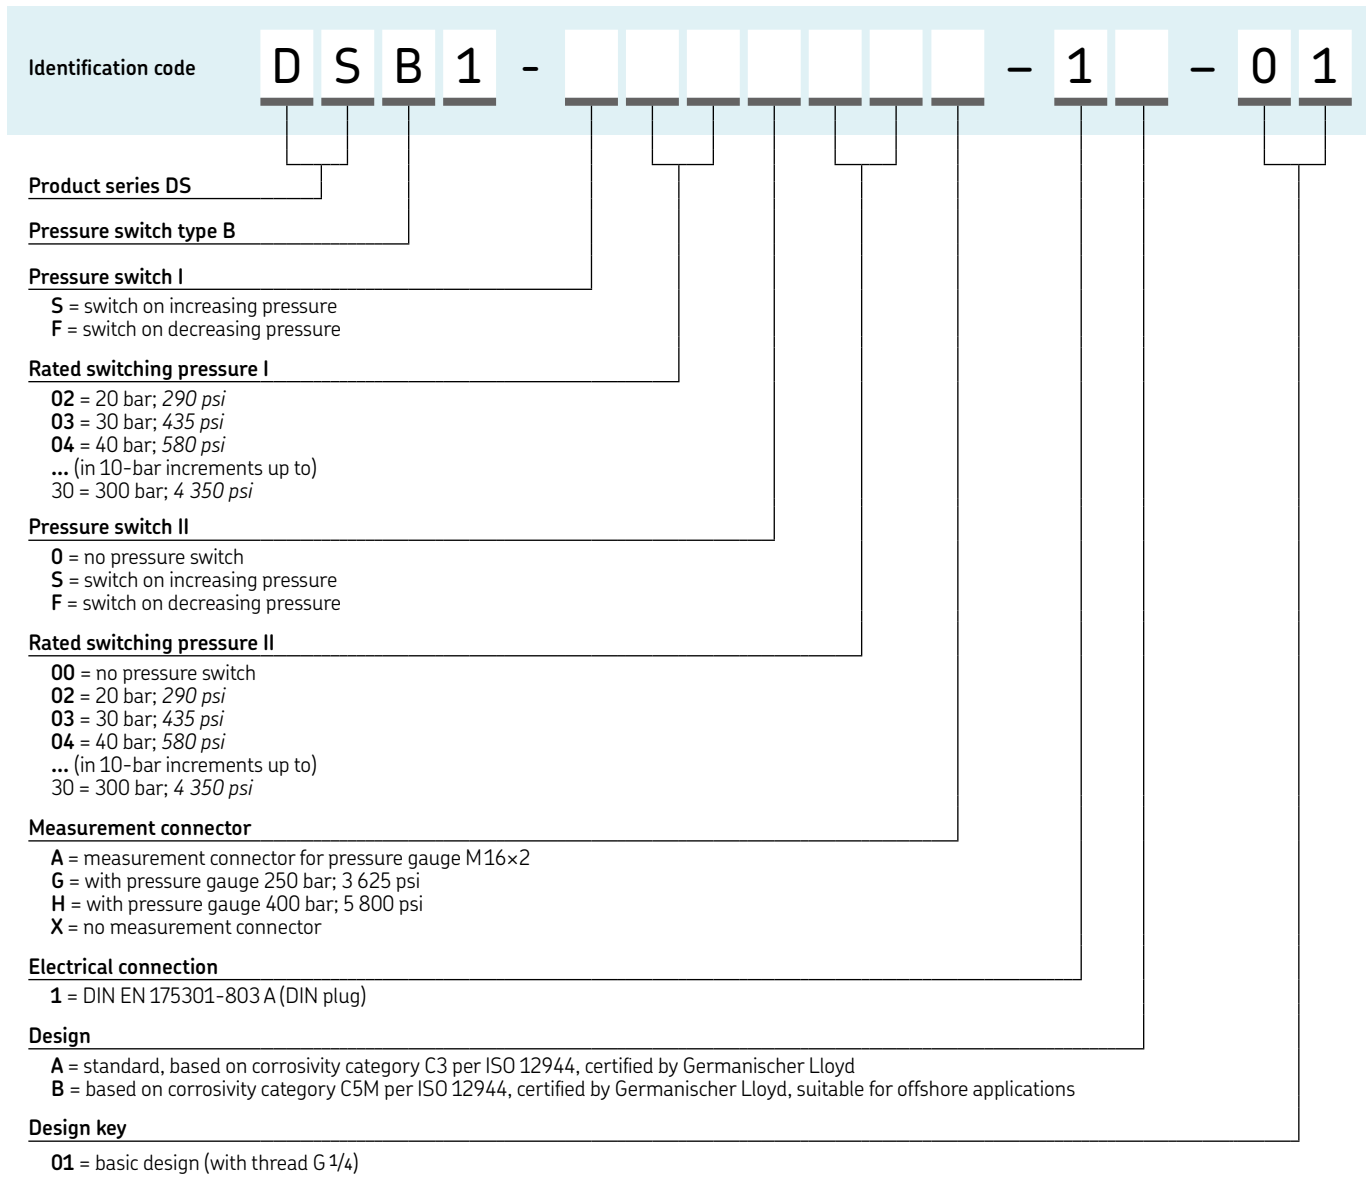 Identification code D S B 1 - – 1 – 0 1
Product series DS
Pressure switch type B
Pressure switch I
S = switch on increasing pressure
F = switch on decreasing pressure
Rated switching pressure I
02 = 20 bar; 290 psi
03 = 30 bar; 435 psi
04 = 40 bar; 580 psi
... (in 10-bar increments up to)
30 = 300 bar; 4 350 psi
Pressure switch II
0 = no pressure switch
S = switch on increasing pressure
F = switch on decreasing pressure
Rated switching pressure II
00 = no pressure switch
02 = 20 bar; 290 psi
03 = 30 bar; 435 psi
04 = 40 bar; 580 psi
... (in 10-bar increments up to)
30 = 300 bar; 4 350 psi
Measurement connector
A = measurement connector for pressure gauge M16×2
G = with pressure gauge 250 bar; 3 625 psi
H = with pressure gauge 400 bar; 5 800 psi
X = no measurement connector
Electrical connection
1 = DIN EN 175301-803 A (DIN plug)
Design
A = standard, based on corrosivity category C3 per ISO 12944, certified by Germanischer Lloyd
B = based on corrosivity category C5M per ISO 12944, certified by Germanischer Lloyd, suitable for offshore applications
Design key
01 = basic design (with thread G 1/4)